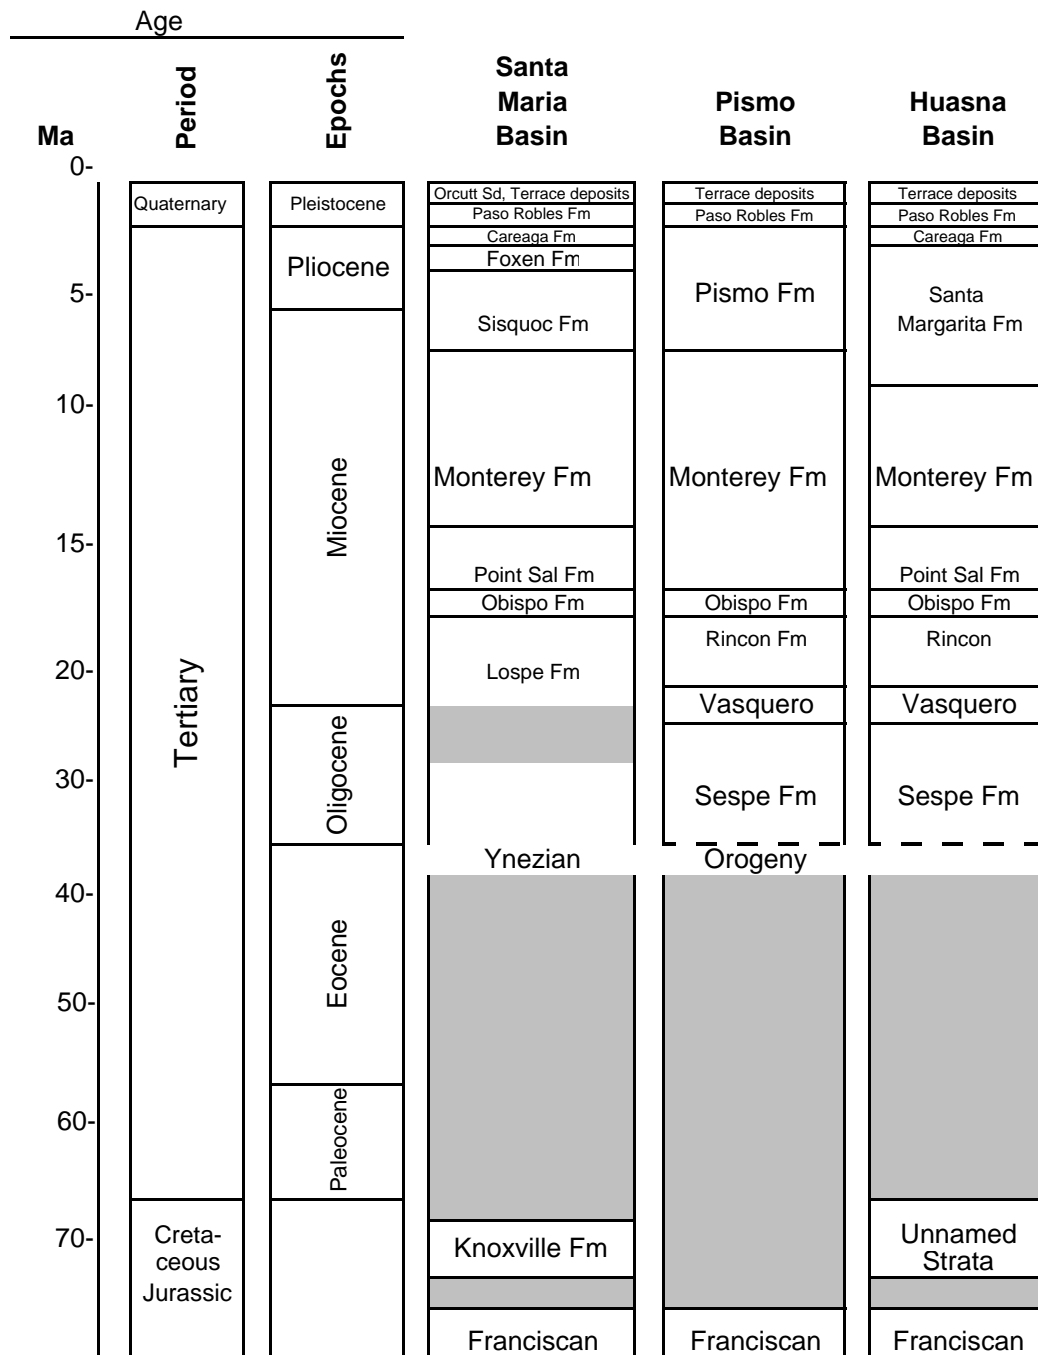 Age
Ma
Period
Epochs
Santa
Maria
Basin
Pismo
Basin
Huasna
Basin
0-
5-
10-
15-
20-
30-
40-
50-
60-
70-
Quaternary
Tertiary
Creta-
ceous
Jurassic
Pleistocene
Pliocene
Miocene
Oligocene
Eocene
Paleocene
Orcutt Sd, Terrace deposits
Paso Robles Fm
Careaga Fm
Foxen Fm
Sisquoc Fm
Monterey Fm
Point Sal Fm
Obispo Fm
Lospe Fm
Ynezian
Knoxville Fm
Franciscan
Terrace deposits
Paso Robles Fm
Pismo Fm
Monterey Fm
Obispo Fm
Rincon Fm
Vasquero
Sespe Fm
Orogeny
Franciscan
Terrace deposits
Paso Robles Fm
Careaga Fm
Santa
Margarita Fm
Monterey Fm
Point Sal Fm
Obispo Fm
Rincon
Vasquero
Sespe Fm
Unnamed
Strata
Franciscan